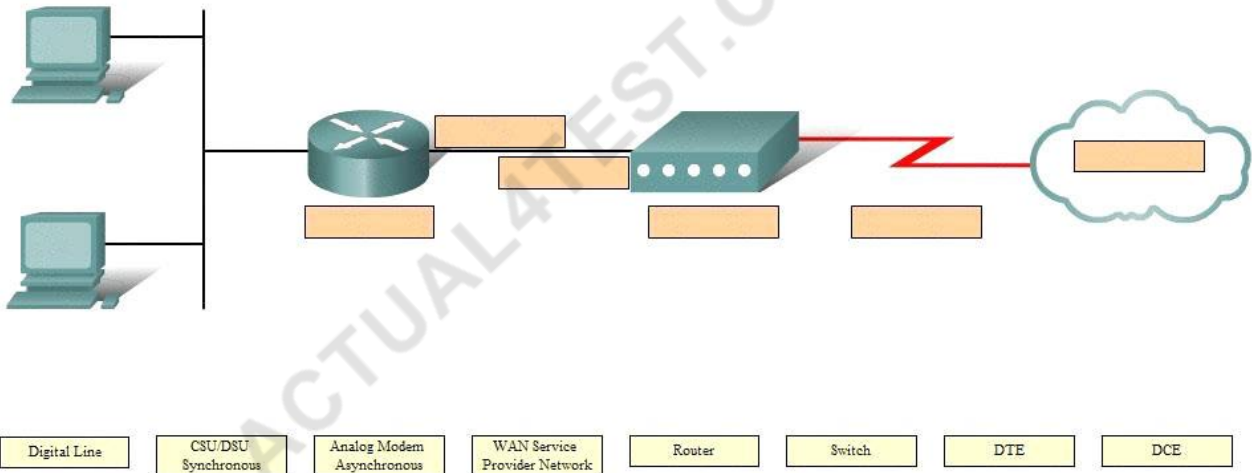 ACTUAL4TEST.C
Digital Line
CSU/DSU
Synchronous
Analog Modem
Asynchronous
WAN Service
Provider Network
Router
Switch
DTE
DCE